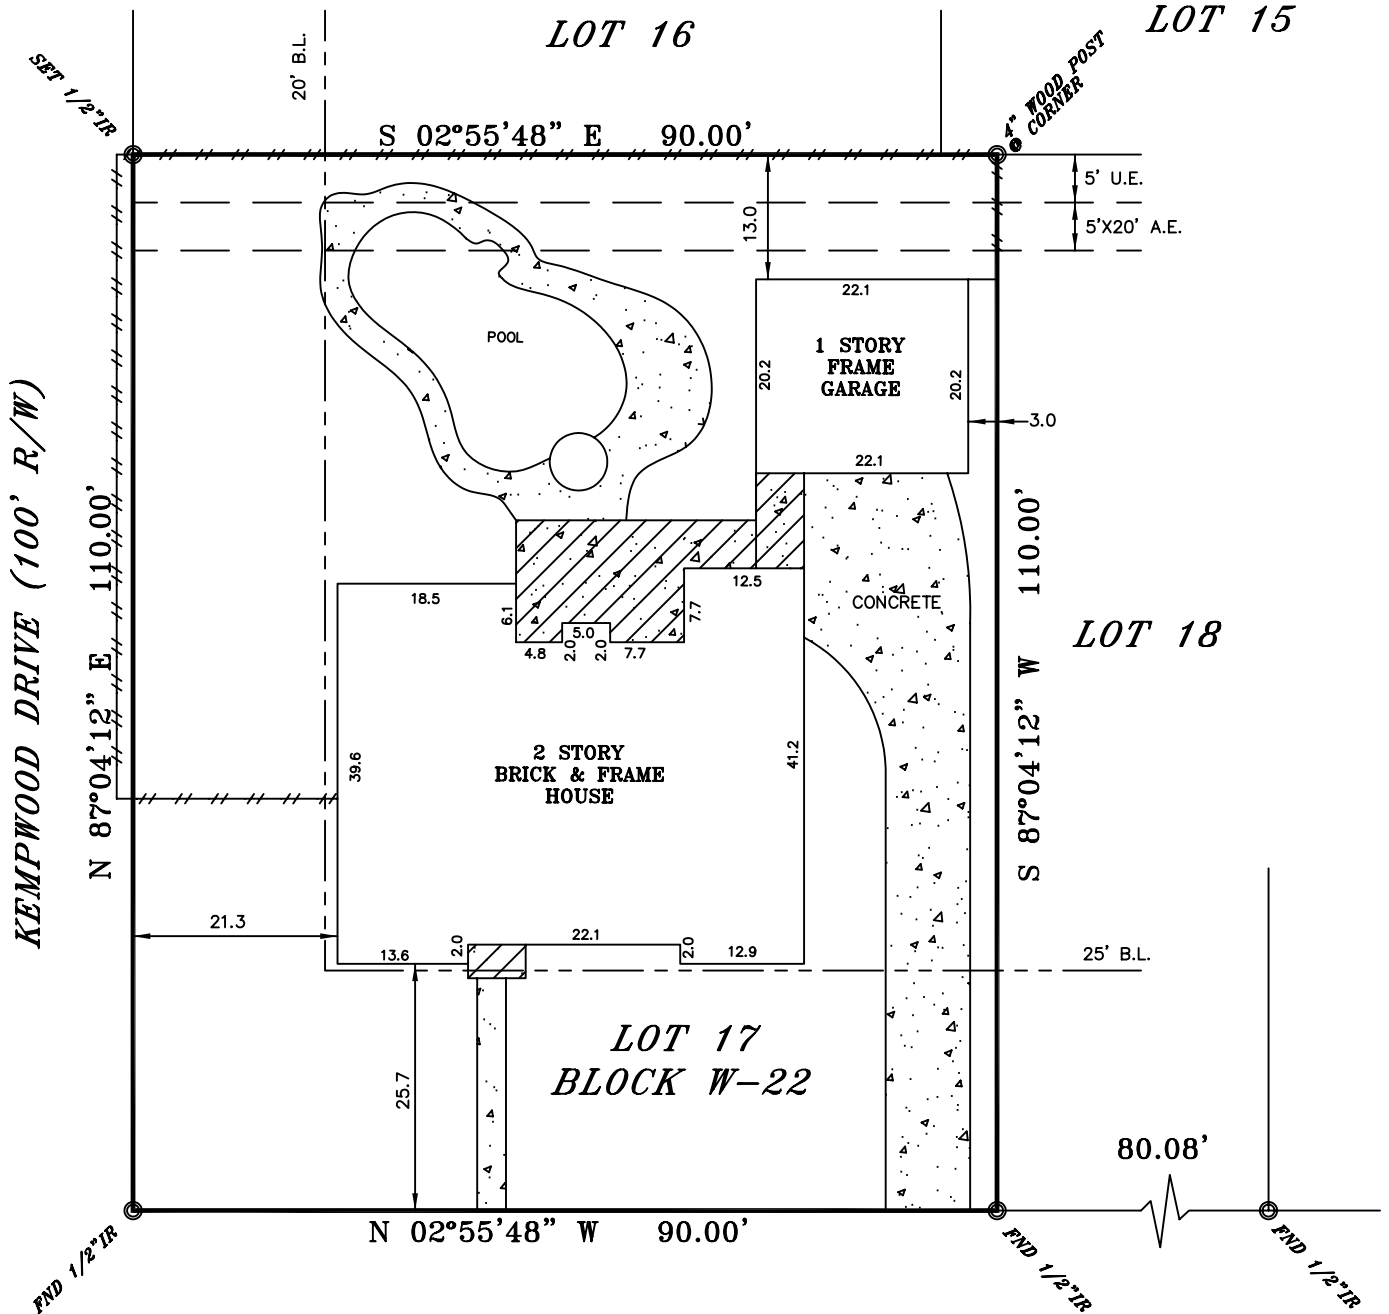 LOT 16
LOT 15
20' B.L.
SET 1/2"IR
4" WOOD POST
CORNER
S 02°55'48" E 90.00'
5' U.E.
5'X20' A.E.
13.0
22.1
POOL
1 STORY
FRAME
GARAGE
20.2
20.2
3.0
22.1
KEMPWOOD DRIVE (100' R/W)
N 87°04'12" E 110.00'
S 87°04'12" W 110.00'
18.5
12.5
6.1
7.7
5.0
4.8
2.0
2.0
7.7
CONCRETE
LOT 18
39.6
2 STORY
BRICK & FRAME
HOUSE
41.2
21.3
13.6
2.0
22.1
2.0
12.9
25' B.L.
25.7
LOT 17
BLOCK W-22
80.08'
N 02°55'48" W 90.00'
FND 1/2"IR
FND 1/2"IR
FND 1/2"IR